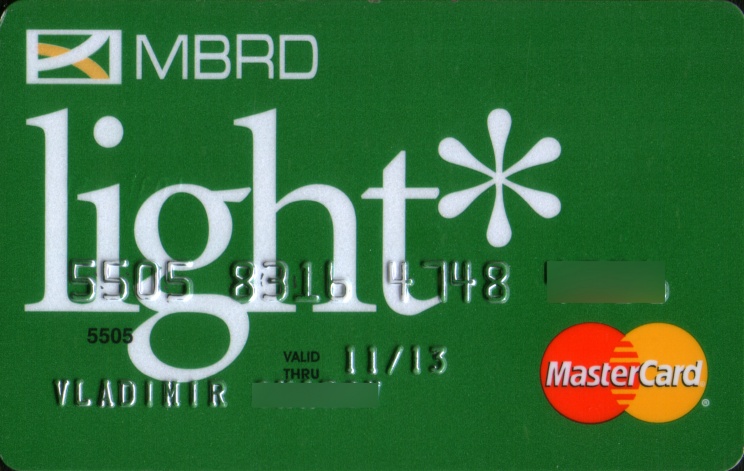 MBRD
light*
5505 8316 4748
5505
VALID THRU 11/13
VLADIMIR
MasterCard
®